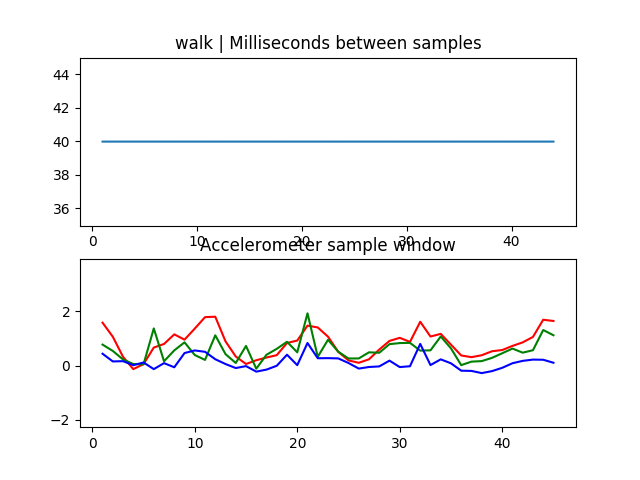 walk | Milliseconds between samples
44
42
40
38
36
0 10 20 30 40
Accelerometer sample window
2
0
−2
0 10 20 30 40